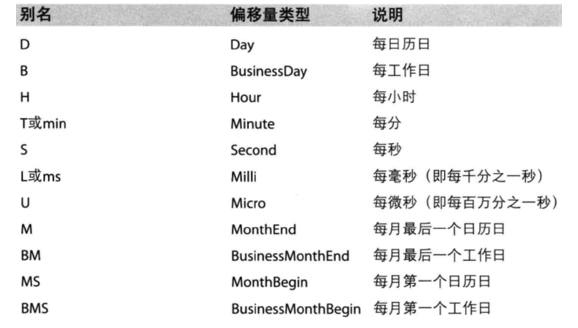 别名 偏移量类型 说明
D Day 每日历日
B BusinessDay 每工作日
H Hour 每小时
T或min Minute 每分
S Second 每秒
L或ms Milli 每毫秒（即每千分之一秒）
U Micro 每微秒（即每百万分之一秒）
M MonthEnd 每月最后一个日历日
BM BusinessMonthEnd 每月最后一个工作日
MS MonthBegin 每月第一个日历日
BMS BusinessMonthBegin 每月第一个工作日